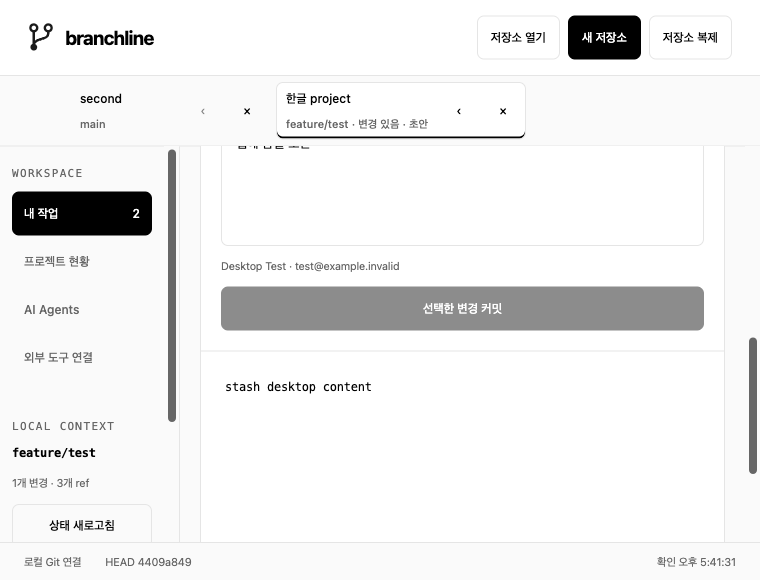 branchline
저장소 열기
새 저장소
저장소 복제
second
main
‹
×
한글 project
feature/test · 변경 있음 · 초안
‹
×
WORKSPACE
내 작업 2
프로젝트 현황
AI Agents
외부 도구 연결
LOCAL CONTEXT
feature/test
1개 변경 · 3개 ref
상태 새로고침
Desktop Test · test@example.invalid
선택한 변경 커밋
stash desktop content
로컬 Git 연결
HEAD 4409a849
확인 오후 5:41:31